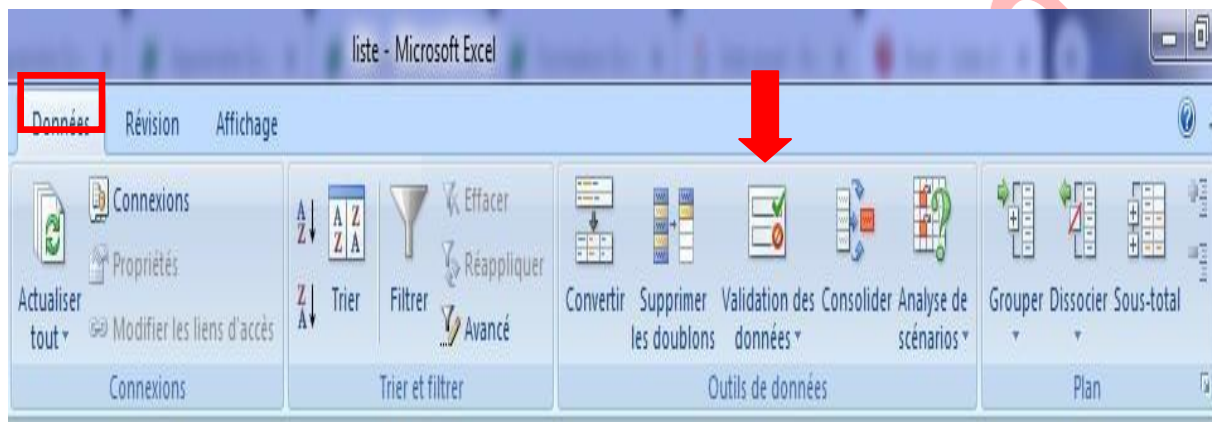 liste - Microsoft Excel
Données Révision Affichage
Connexions
Propriétés
Modifier les liens d'accès
Actualiser
tout
Connexions
A
Z
Z
A
A Z
Z A
Trier
Filtrer
Effacer
Réappliquer
Avancé
Trier et filtrer
Convertir
Supprimer
les doublons
Validation des
données
Consolider
Analyse de
scénarios
Outils de données
Grouper
Dissocier
Sous-total
Plan